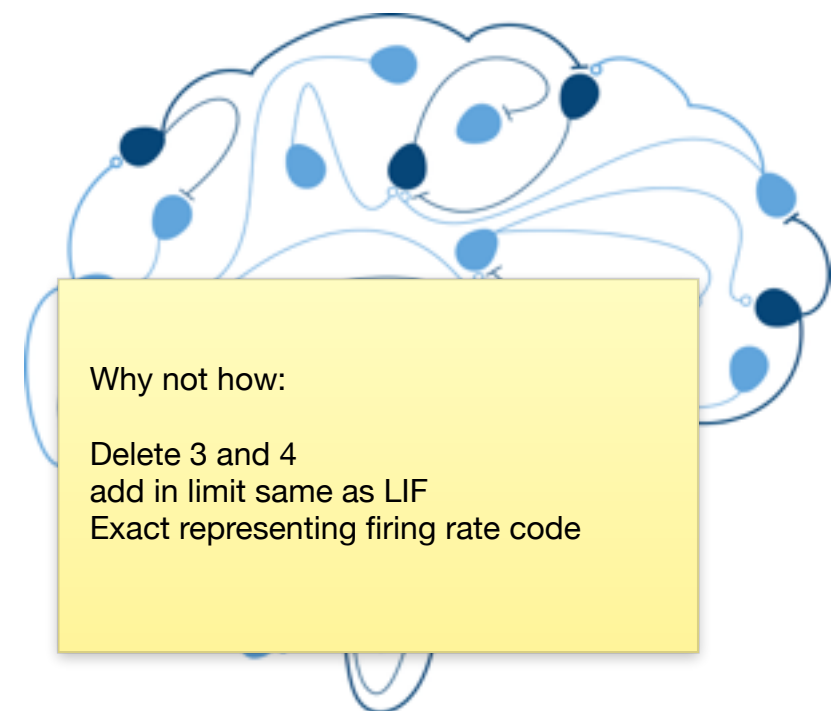 Why not how:
Delete 3 and 4
add in limit same as LIF
Exact representing firing rate code